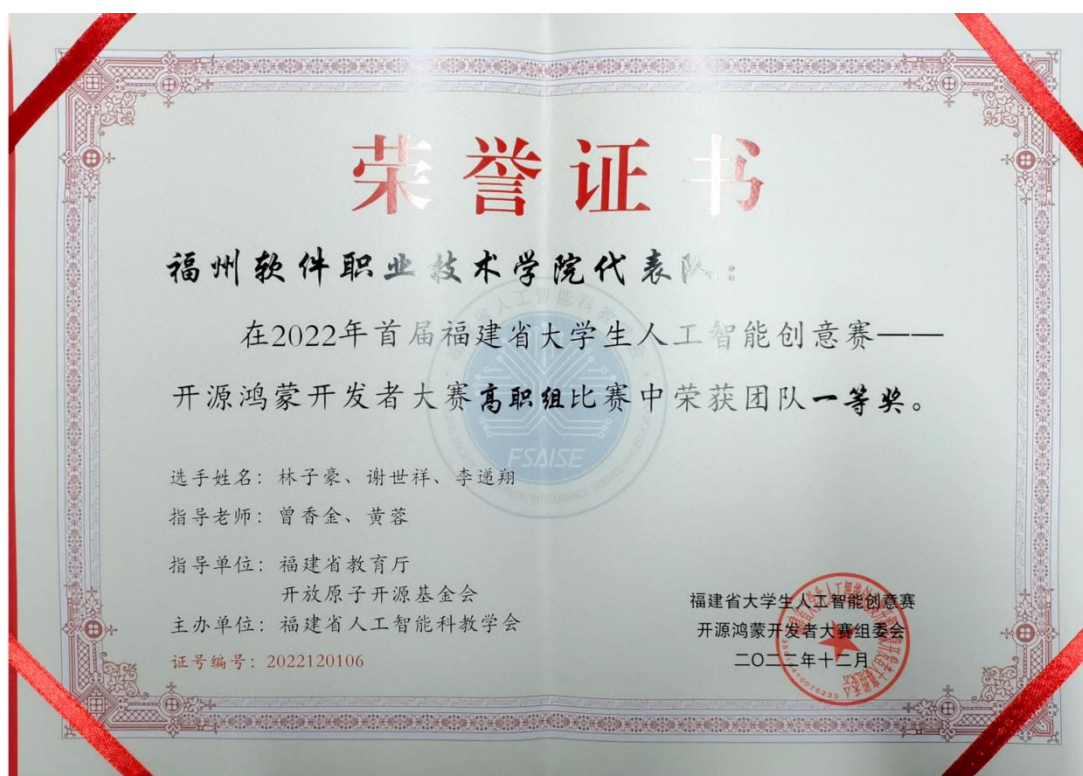 荣誉证书
福州软件职业技术学院代表队：
在2022年首届福建省大学生人工智能创意赛——
开源鸿蒙开发者大赛高职组比赛中荣获团队一等奖。
FSAISE
选手姓名：林子豪、谢世祥、李递翔
指导老师：曾香金、黄蓉
指导单位：福建省教育厅
开放原子开源基金会
主办单位：福建省人工智能科教学会
证号编号：2022120106
福建省大学生人工智能创意赛
开源鸿蒙开发者大赛组委会
二〇二二年十二月